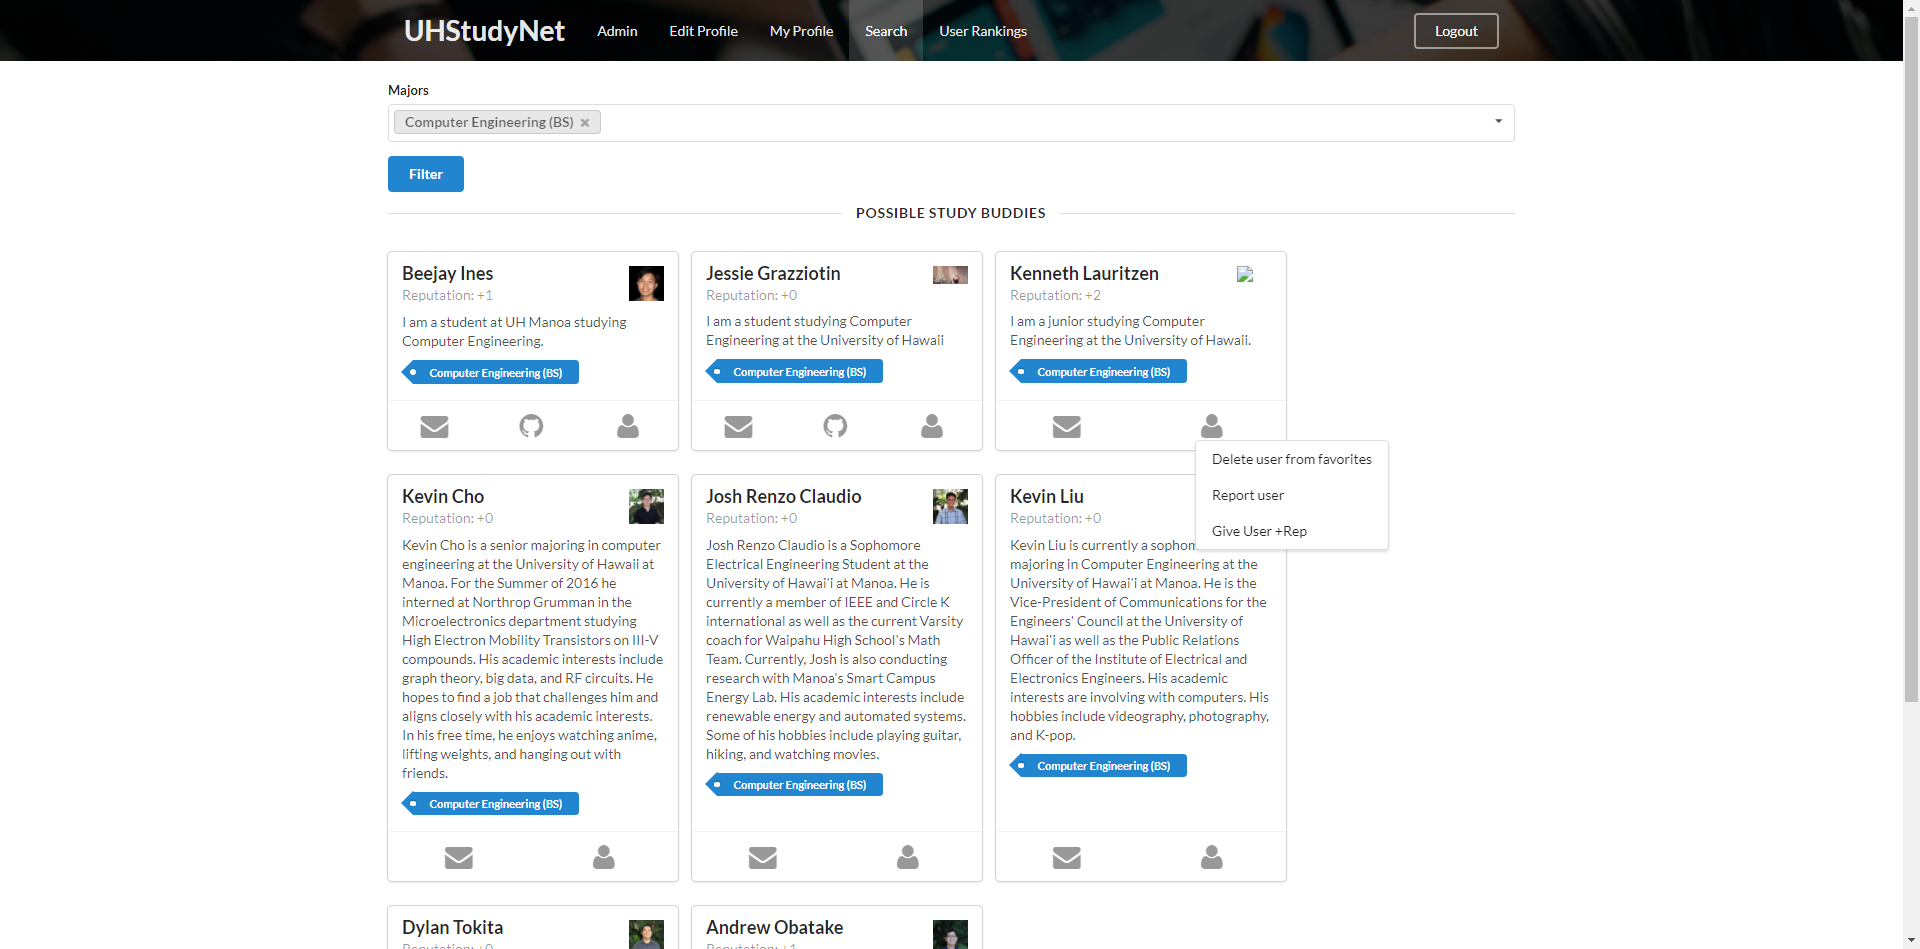 UHStudyNet
Admin
Edit Profile
My Profile
Search
User Rankings
Logout
Majors
Computer Engineering (BS)
Filter
POSSIBLE STUDY BUDDIES
Beejay Ines
Reputation: +1
I am a student at UH Manoa studying
Computer Engineering.
Computer Engineering (BS)
Jessie Grazziotin
Reputation: +0
I am a student studying Computer
Engineering at the University of Hawaii
Computer Engineering (BS)
Kenneth Lauritzen
Reputation: +2
I am a junior studying Computer
Engineering at the University of Hawaii.
Computer Engineering (BS)
Delete user from favorites
Report user
Give User +Rep
Kevin Cho
Reputation: +0
Kevin Cho is a senior majoring in computer
engineering at the University of Hawaii at
Manoa. For the Summer of 2016 he
interned at Northrop Grumman in the
Microelectronics department studying
High Electron Mobility Transistors on III-V
compounds. His academic interests include
graph theory, big data, and RF circuits. He
hopes to find a job that challenges him and
aligns closely with his academic interests.
In his free time, he enjoys watching anime,
lifting weights, and hanging out with
friends.
Computer Engineering (BS)
Josh Renzo Claudio
Reputation: +0
Josh Renzo Claudio is a Sophomore
Electrical Engineering Student at the
University of Hawai'i at Manoa. He is
currently a member of IEEE and Circle K
international as well as the current Varsity
coach for Waipahu High School's Math
Team. Currently, Josh is also conducting
research with Manoa's Smart Campus
Energy Lab. His academic interests include
renewable energy and automated systems.
Some of his hobbies include playing guitar,
hiking, and watching movies.
Computer Engineering (BS)
Kevin Liu
Reputation: +0
Kevin Liu is currently a sophom
majoring in Computer Engineering at the
University of Hawai'i at Manoa. He is the
Vice-President of Communications for the
Engineers' Council at the University of
Hawai'i as well as the Public Relations
Officer of the Institute of Electrical and
Electronics Engineers. His academic
interests are involving with computers. His
hobbies include videography, photography,
and K-pop.
Computer Engineering (BS)
Dylan Tokita
Reputation: +0
Andrew Obatake
Reputation: +1